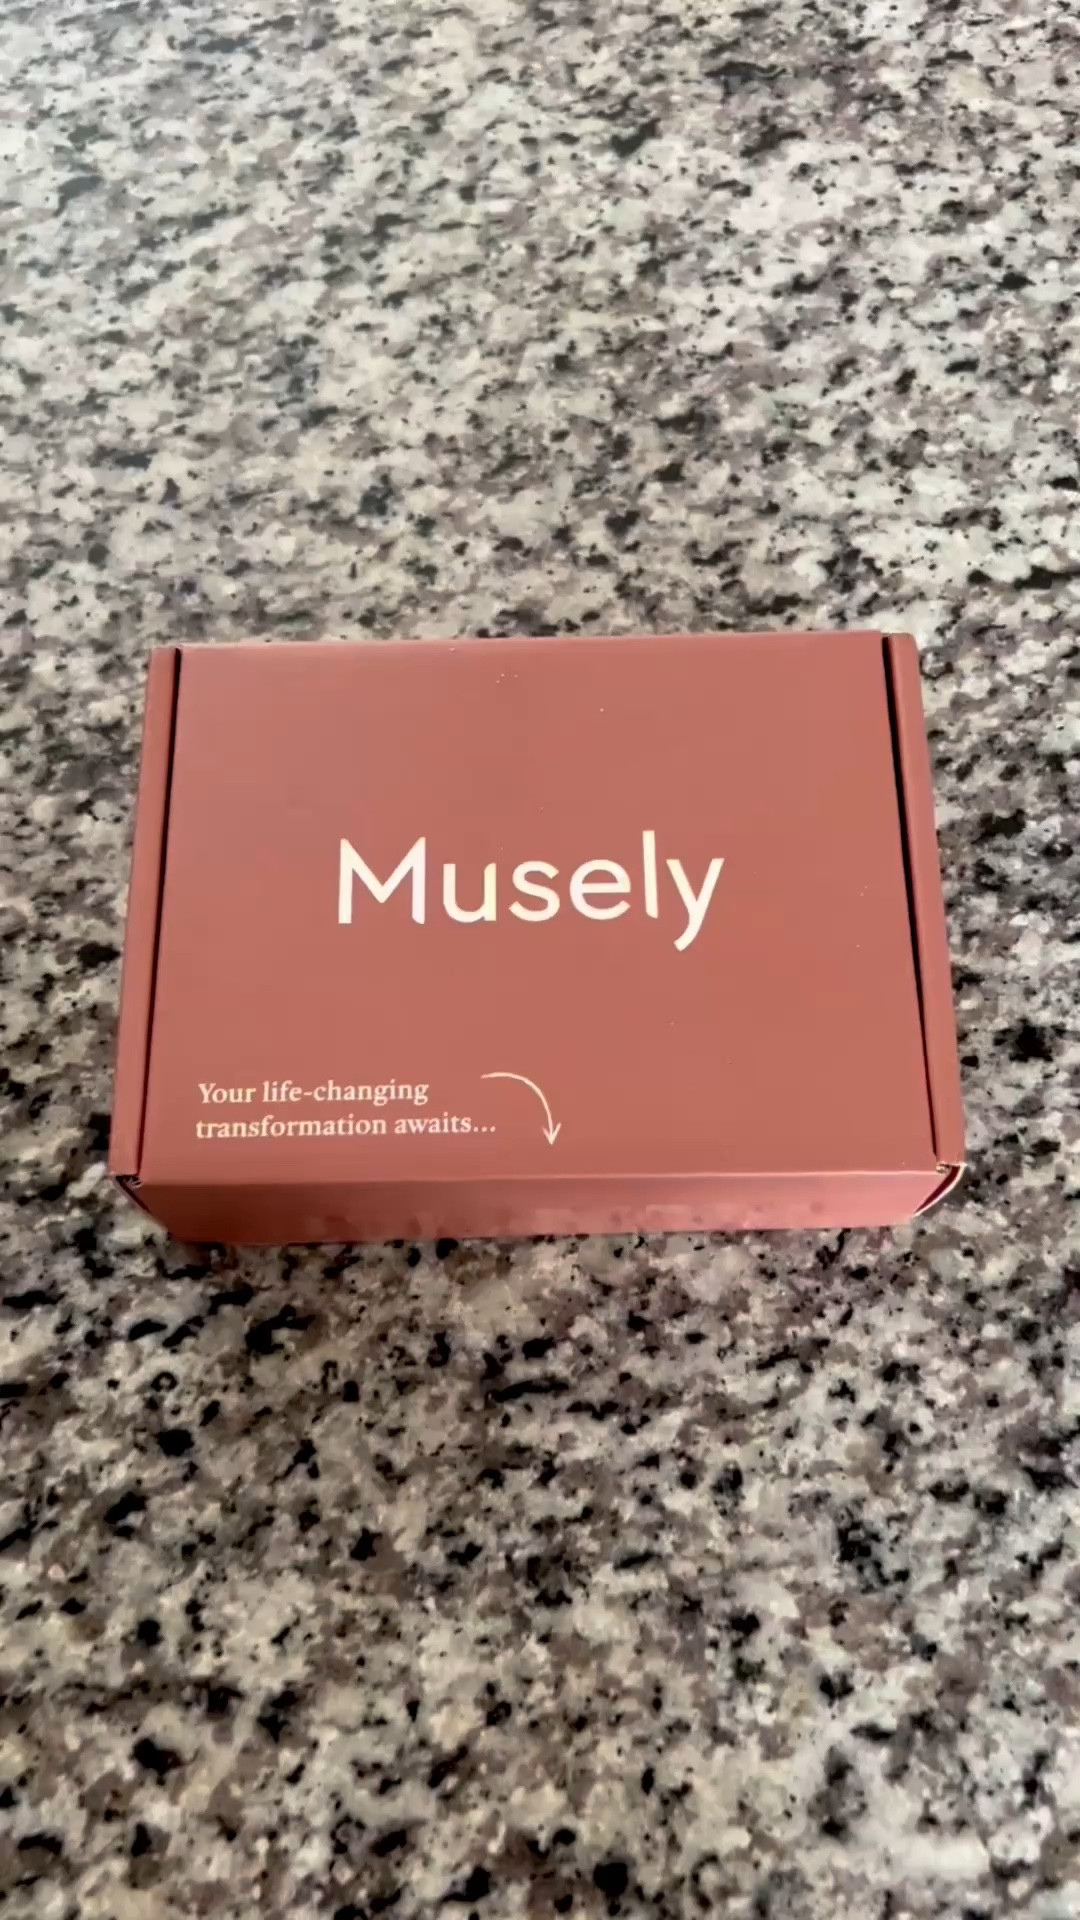 Musely
Your life-changing
transformation awaits...